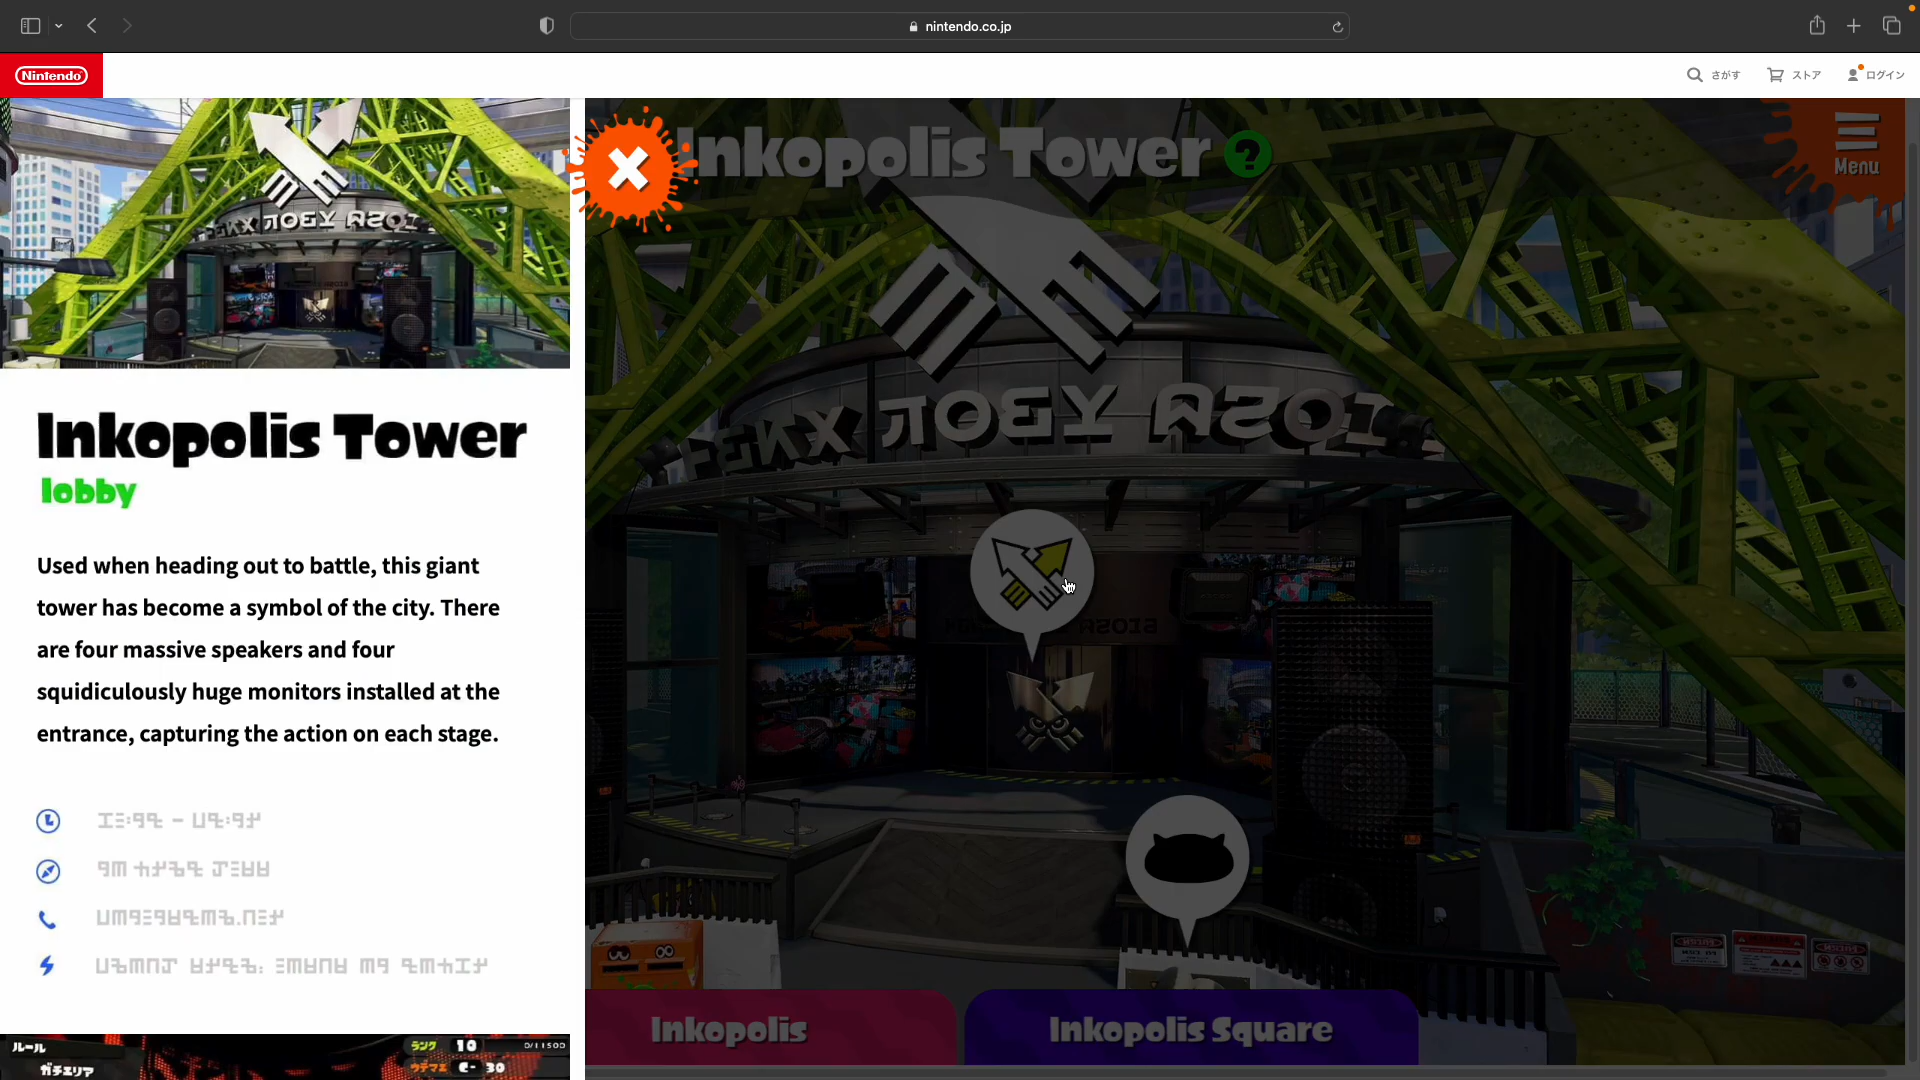 nintendo.co.jp
Nintendo
さがす
ストア
ログイン
Inkopolis Tower
?
Menu
Inkopolis Tower
lobby
Used when heading out to battle, this giant
tower has become a symbol of the city. There
are four massive speakers and four
squidiculously huge monitors installed at the
entrance, capturing the action on each stage.
ルール
ガチエリア
ランク 10 0/11500
ウデマエ C- 30
Inkopolis
Inkopolis Square